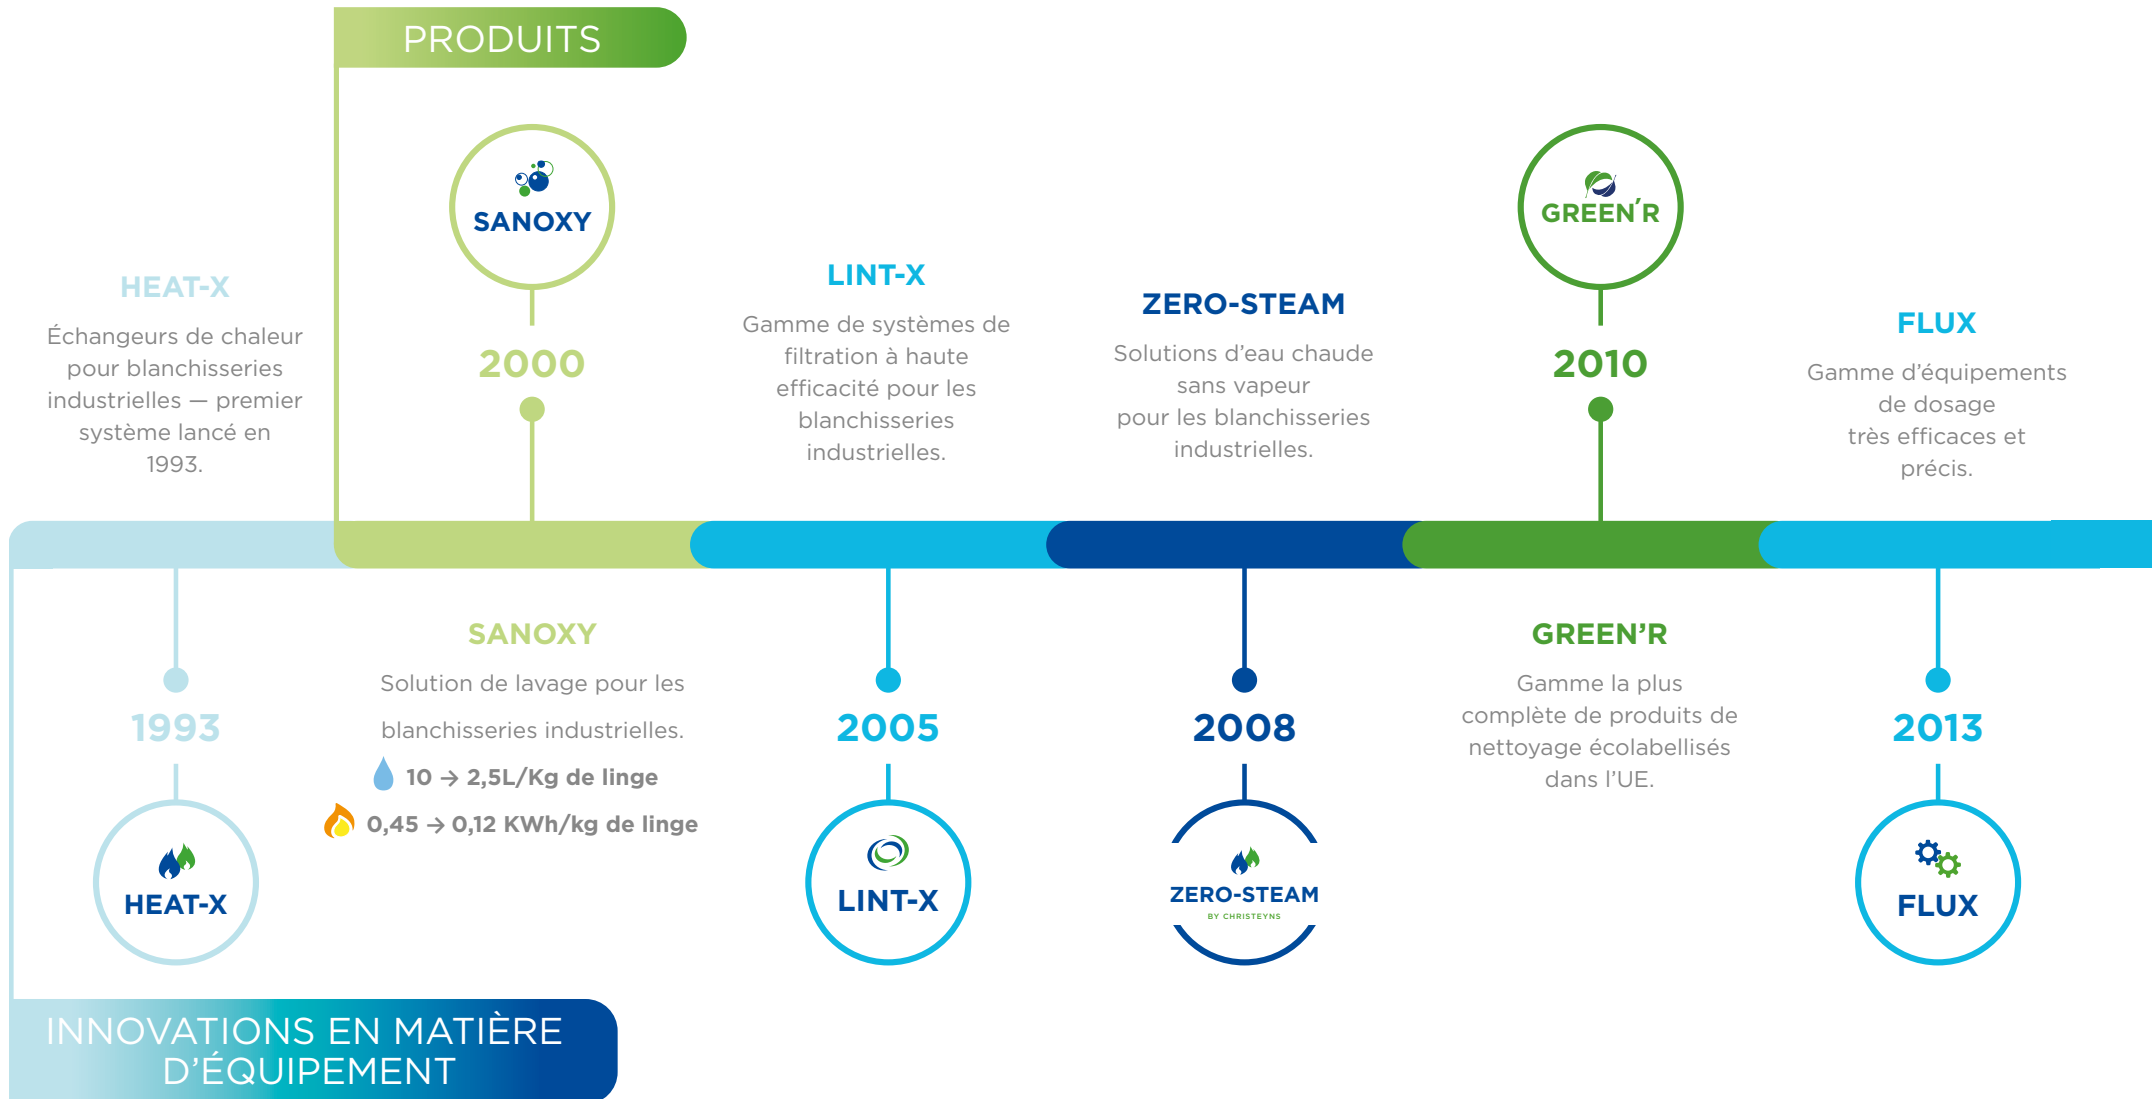 PRODUITS
SANOXY
2000
GREEN'R
2010
HEAT-X
Échangeurs de chaleur
pour blanchisseries
industrielles — premier
système lancé en
1993.
LINT-X
Gamme de systèmes de
filtration à haute
efficacité pour les
blanchisseries
industrielles.
ZERO-STEAM
Solutions d’eau chaude
sans vapeur
pour les blanchisseries
industrielles.
FLUX
Gamme d’équipements
de dosage
très efficaces et
précis.
1993
HEAT-X
SANOXY
Solution de lavage pour les
blanchisseries industrielles.
10 → 2,5L/Kg de linge
0,45 → 0,12 KWh/kg de linge
2005
LINT-X
2008
ZERO-STEAM
BY CHRISTEYNS
GREEN’R
Gamme la plus
complète de produits de
nettoyage écolabellisés
dans l’UE.
2013
FLUX
INNOVATIONS EN MATIÈRE
D’ÉQUIPEMENT